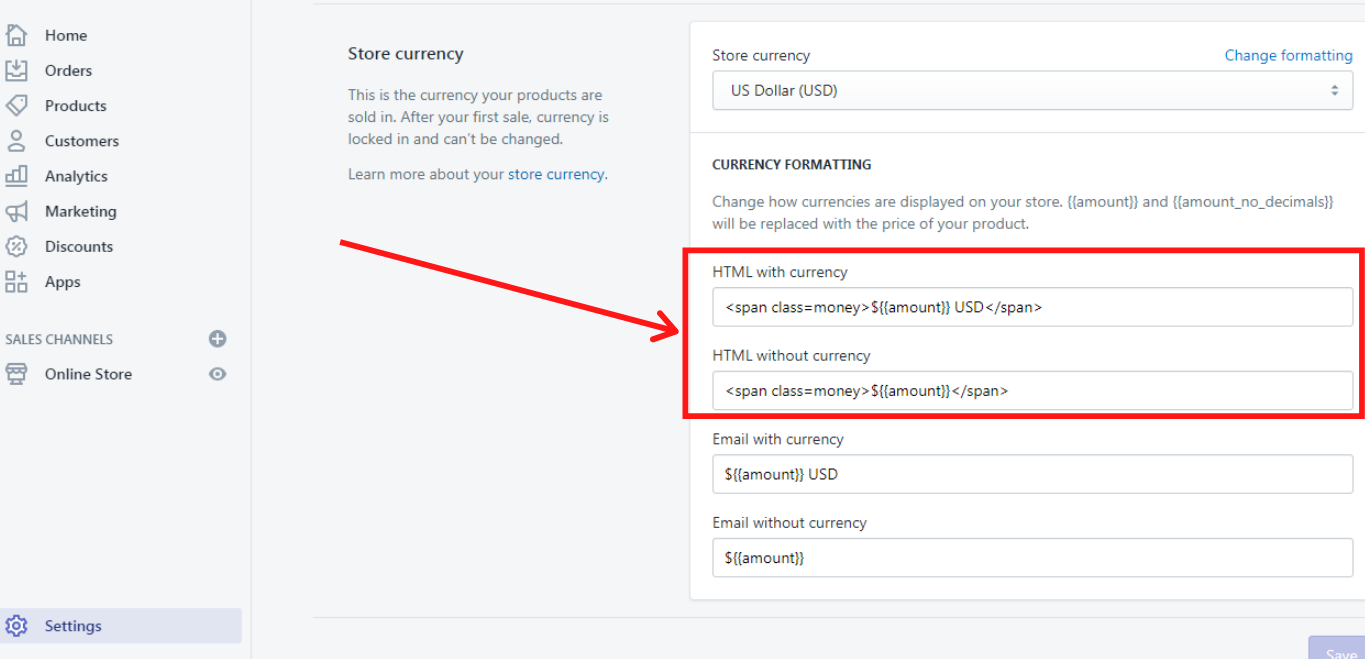 Home
Orders
Products
Customers
Analytics
Marketing
Discounts
Apps
SALES CHANNELS
Online Store
Settings
Store currency
This is the currency your products are
sold in. After your first sale, currency is
locked in and can't be changed.
Learn more about your store currency.
Store currency
Change formatting
US Dollar (USD)
CURRENCY FORMATTING
Change how currencies are displayed on your store. {{amount}} and {{amount_no_decimals}}
will be replaced with the price of your product.
HTML with currency
<span class=money>${{amount}} USD</span>
HTML without currency
<span class=money>${{amount}}</span>
Email with currency
${{amount}} USD
Email without currency
${{amount}}
Save